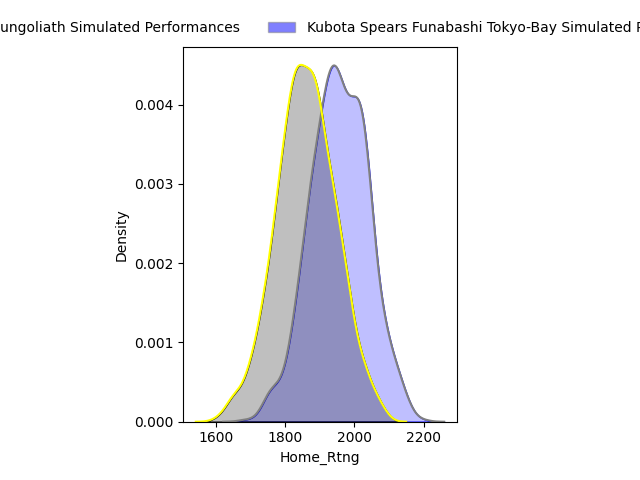 ungoliath Simulated Performances
Kubota Spears Funabashi Tokyo-Bay Simulated
0.004
0.003
0.002
0.001
0.000
Density
1600 1800 2000 2200
Home_Rtng